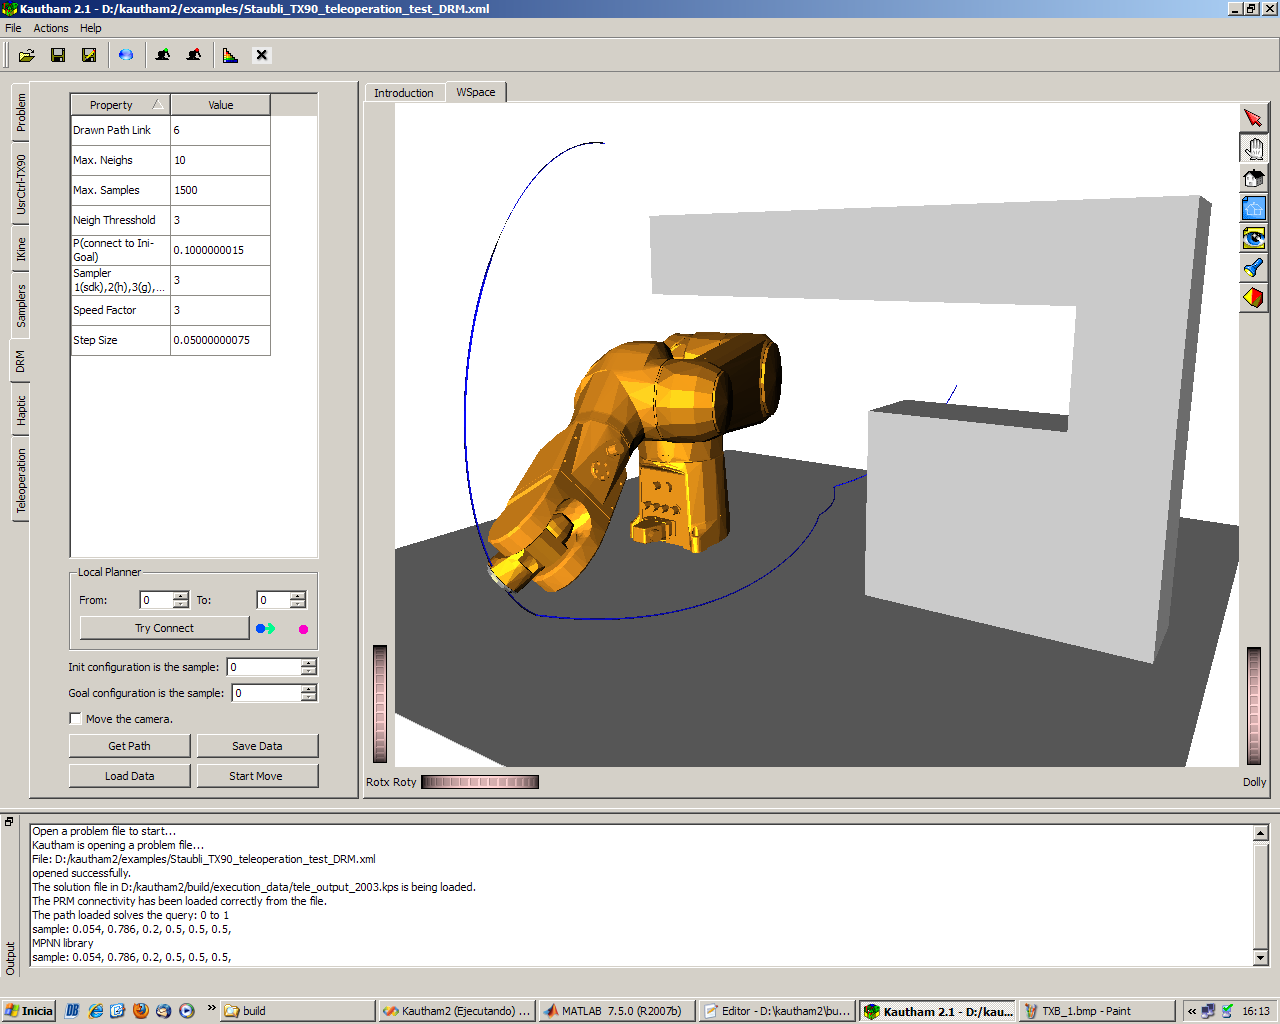 Kautham 2.1 - D:/kautham2/examples/Staubli_TX90_teleoperation_test_DRM.xml
File Actions Help
Problem
UsrCtrl-TX90
IKine
Samplers
DRM
Haptic
Teleoperation
Property Value
Drawn Path Link 6
Max. Neighs 10
Max. Samples 1500
Neigh Thresshold 3
P(connect to Ini-
Goal) 0.1000000015
Sampler
1(sdk),2(h),3(g),... 3
Speed Factor 3
Step Size 0.05000000075
Local Planner
From: 0 To: 0
Try Connect
Init configuration is the sample: 0
Goal configuration is the sample: 0
Move the camera.
Get Path Save Data
Load Data Start Move
Introduction WSpace
Rotx Roty Dolly
Output
Open a problem file to start...
Kautham is opening a problem file...
File: D:/kautham2/examples/Staubli_TX90_teleoperation_test_DRM.xml
opened successfully.
The solution file in D:/kautham2/build/execution_data/tele_output_2003.kps is being loaded.
The PRM connectivity has been loaded correctly from the file.
The path loaded solves the query: 0 to 1
sample: 0.054, 0.786, 0.2, 0.5, 0.5, 0.5,
MPNN library
sample: 0.054, 0.786, 0.2, 0.5, 0.5, 0.5,
Inicia DB » build Kautham2 (Ejecutando) ... MATLAB 7.5.0 (R2007b) Editor - D:\kautham2\bu... Kautham 2.1 - D:/kau... TXB_1.bmp - Paint « 16:13